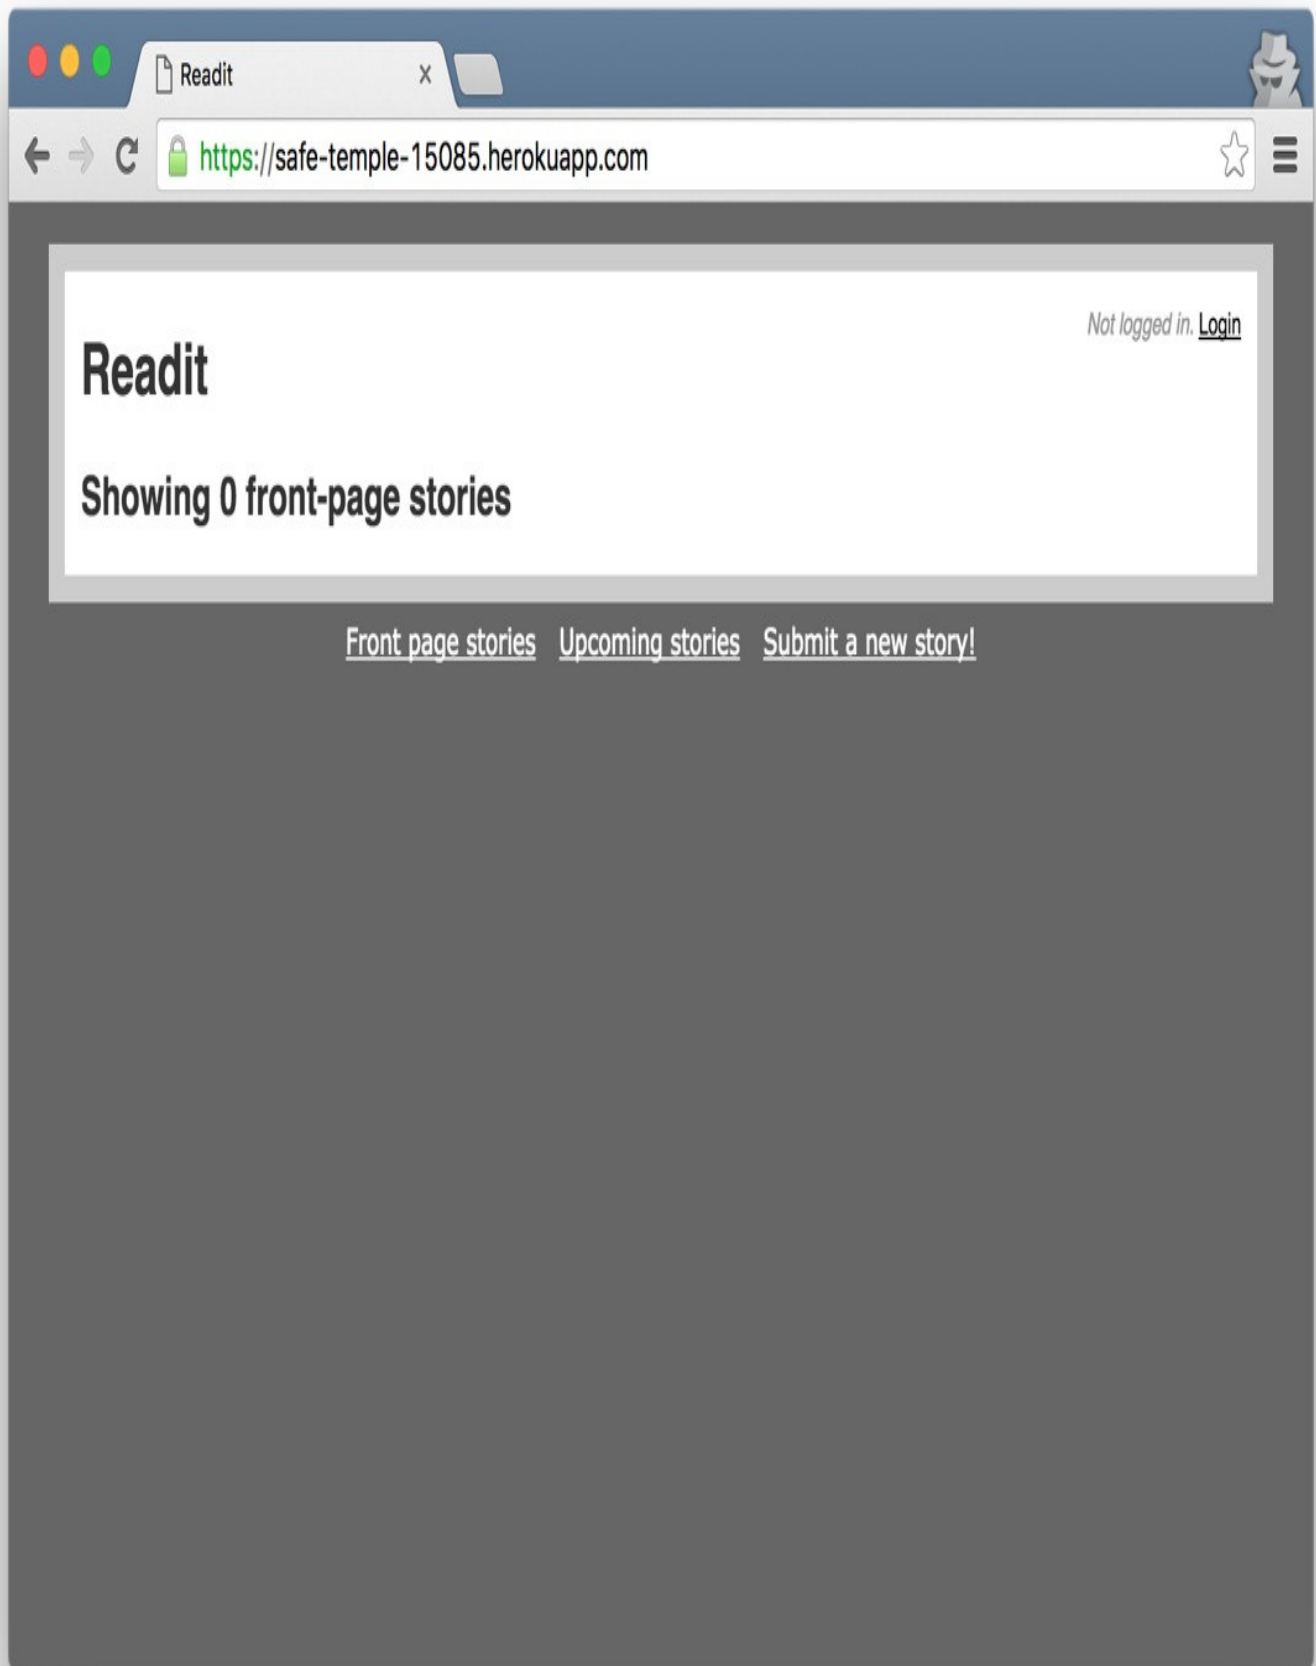 Readit
https://safe-temple-15085.herokuapp.com
Not logged in. Login
Readit
Showing 0 front-page stories
Front page stories Upcoming stories Submit a new story!